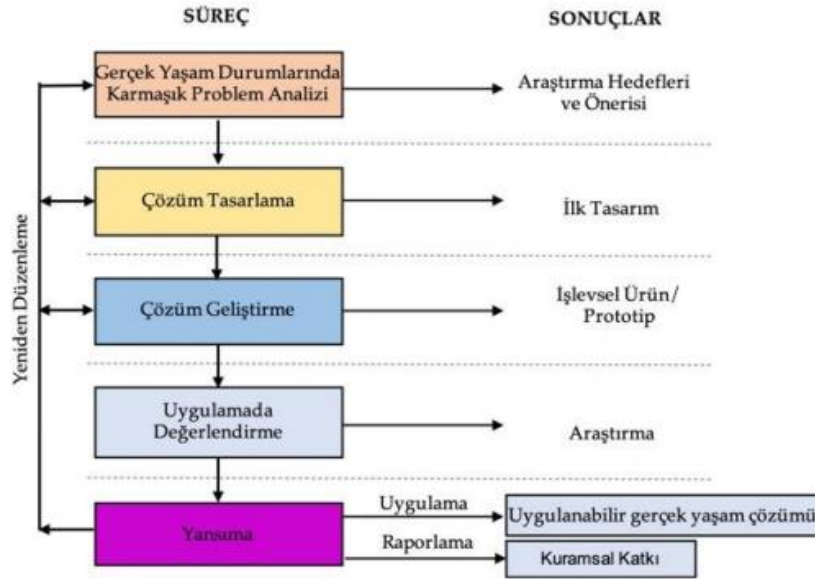 SÜREÇ
SONUÇLAR
Gerçek Yaşam Durumlarında
Karmaşık Problem Analizi
Araştırma Hedefleri
ve Önerisi
Çözüm Tasarlama
İlk Tasarım
Yeniden Düzenleme
Çözüm Geliştirme
İşlevsel Ürün/
Prototip
Uygulamada
Değerlendirme
Araştırma
Yansıma
Uygulama
Uygulanabilir gerçek yaşam çözümü
Raporlama
Kuramsal Katkı